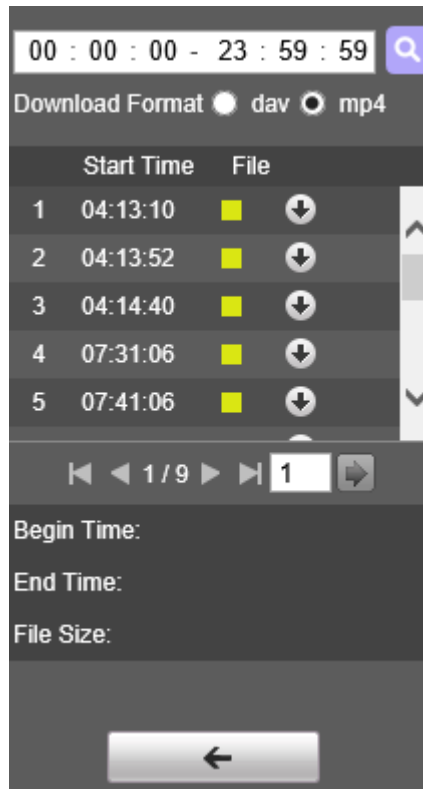 00 : 00 : 00 - 23 : 59 : 59
Download Format dav mp4
Start Time File
1 04:13:10
2 04:13:52
3 04:14:40
4 07:31:06
5 07:41:06
1 / 9 1
Begin Time:
End Time:
File Size: